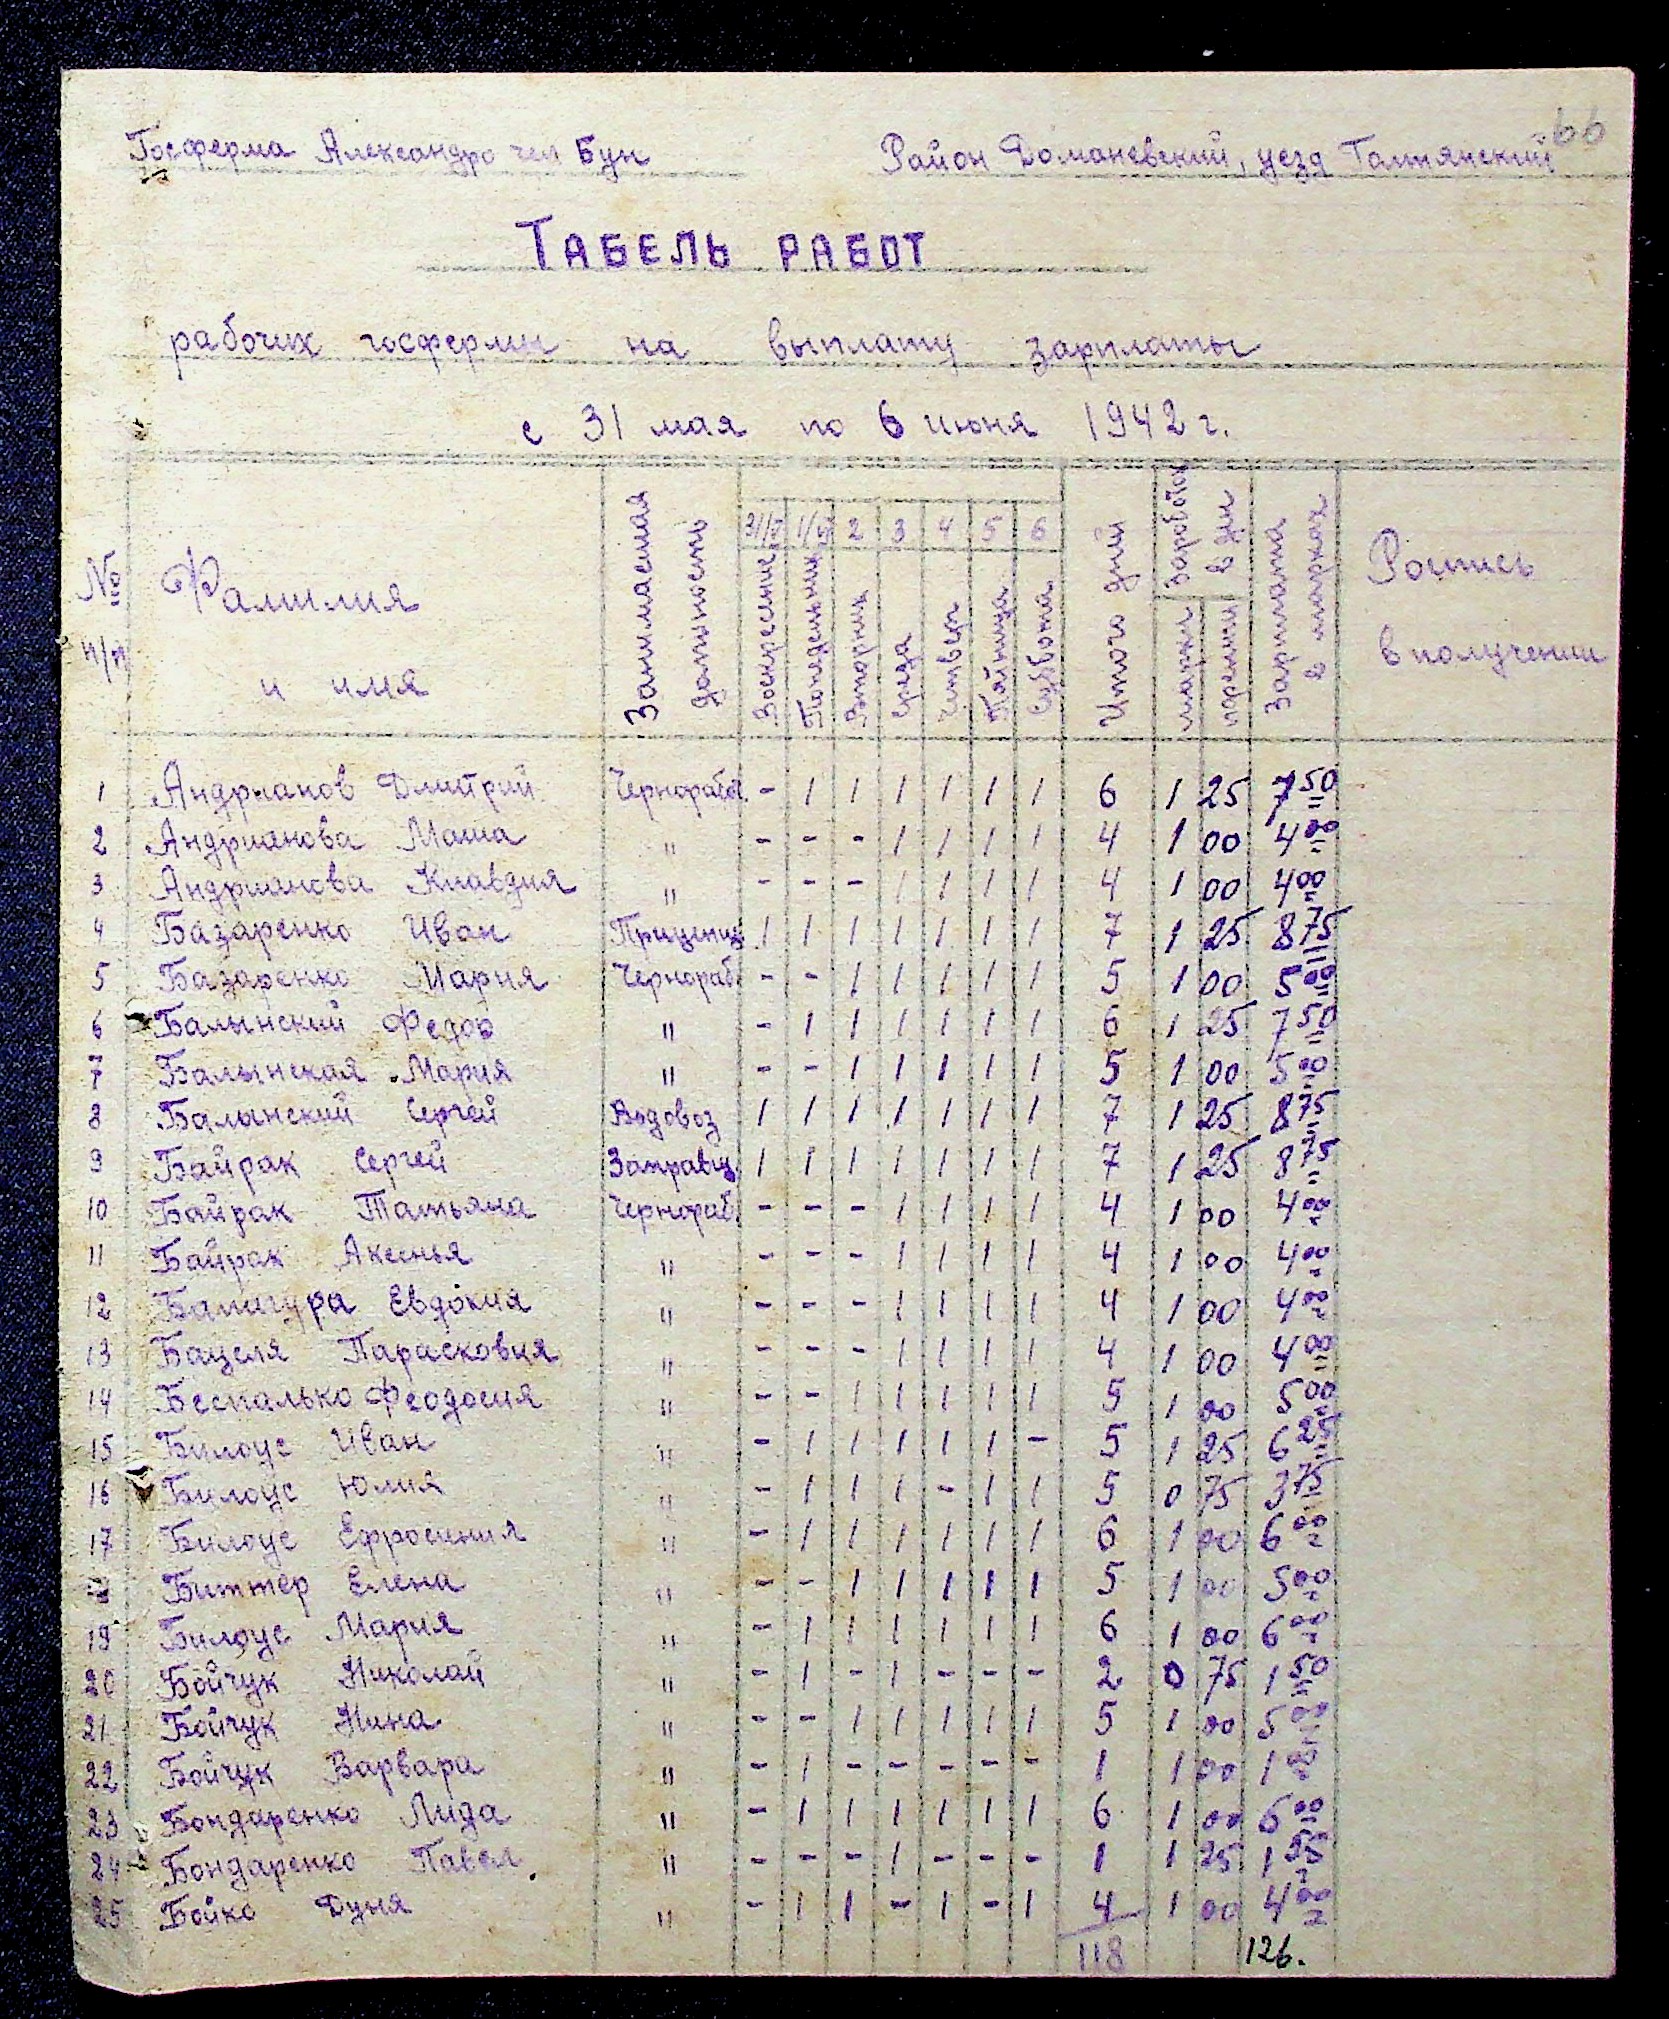 66
Госферма Александро чел Бун Район Доманевский, уезд Голтянский
ТАБЕЛЬ РАБОТ
рабочих госфермы на выплату зарплаты
с 31 мая по 6 июня 1942 г.
№ п/п Фамилия и имя Занимаемая должность 31/V Воскресение 1/VI Понедельник 2 Вторник 3 Среда 4 Четверг 5 Пятница 6 Суббота Итого дней Зароботок в дни марки пфенниги Зарплата в марках Роспись в получении
1 Андрианов Дмитрий Чернорабоч. - 1 1 1 1 1 1 6 1 25 7 50
2 Андрианова Маша " - - - 1 1 1 1 4 1 00 4 00
3 Андрианова Клавдия " - - - 1 1 1 1 4 1 00 4 00
4 Базаренко Иван Прицепщ. 1 1 1 1 1 1 1 7 1 25 8 75
5 Базаренко Мария Чернораб. - - 1 1 1 1 1 5 1 00 5 00
6 Балынский Федор " - 1 1 1 1 1 1 6 1 25 7 50
7 Балынская Мария " - - 1 1 1 1 1 5 1 00 5 00
8 Балынский Сергей Водовоз 1 1 1 1 1 1 1 7 1 25 8 75
9 Байрак Сергей Заправщ. 1 1 1 1 1 1 1 7 1 25 8 75
10 Байрак Татьяна Чернораб. - - - 1 1 1 1 4 1 00 4 00
11 Байрак Аксенья " - - - 1 1 1 1 4 1 00 4 00
12 Балигура Евдокия " - - - 1 1 1 1 4 1 00 4 00
13 Бацеля Парасковия " - - - 1 1 1 1 4 1 00 4 00
14 Беспалько Феодосия " - - 1 1 1 1 1 5 1 00 5 00
15 Билоус Иван " - 1 1 1 1 1 - 5 1 25 6 25
16 Билоус Юлия " - 1 1 1 - 1 1 5 0 75 3 75
17 Билоус Ефросиния " - 1 1 1 1 1 1 6 1 00 6 00
Биттер Елена " - - 1 1 1 1 1 5 1 00 5 00
19 Билоус Мария " - 1 1 1 1 1 1 6 1 00 6 00
20 Бойчук Николай " - 1 - 1 - - - 2 0 75 1 50
21 Бойчук Нина " - - 1 1 1 1 1 5 1 00 5 00
22 Бойчук Варвара " - 1 - - - - - 1 1 00 1 00
23 Бондаренко Лида " - 1 1 1 1 1 1 6 1 00 6 00
24 Бондаренко Павел " - - - 1 - - - 1 1 25 1 25
25 Бойко Дуня " - 1 1 - 1 - 1 4 1 00 4 00
118 126.